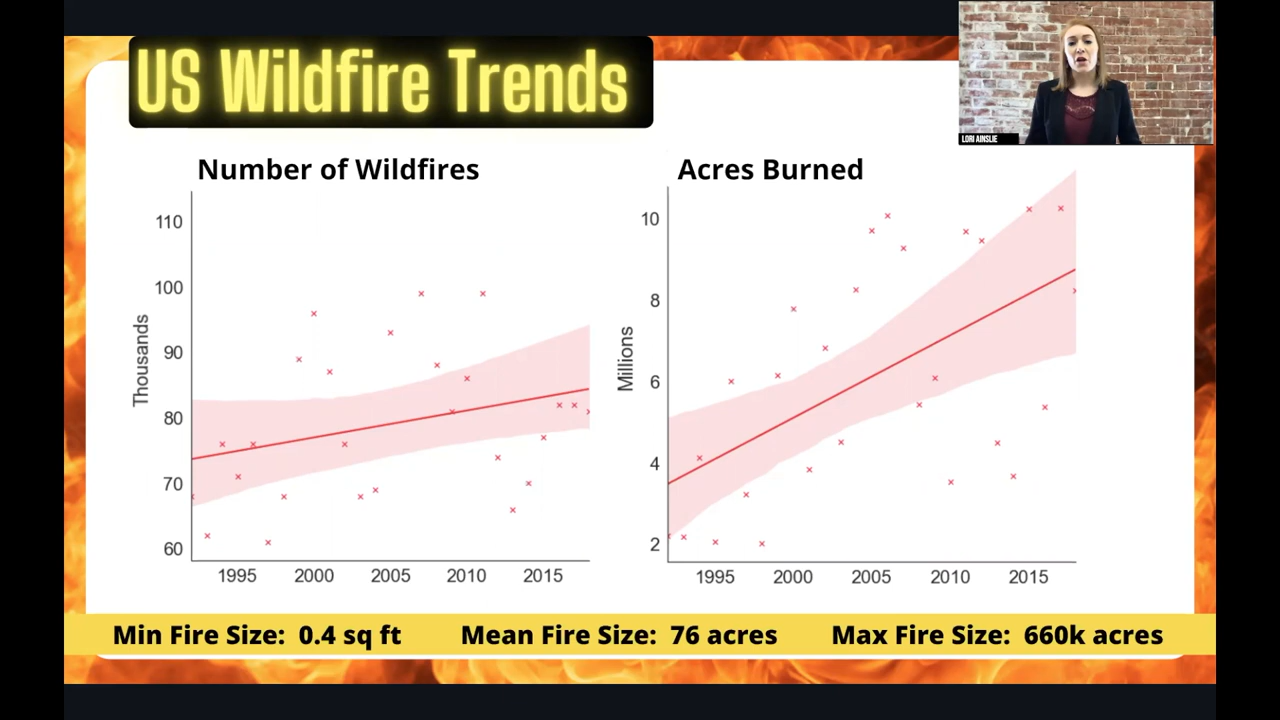 US Wildfire Trends
LORI AINSLIE
Number of Wildfires
Acres Burned
Thousands
110
100
90
80
70
60
1995 2000 2005 2010 2015
Millions
10
8
6
4
2
1995 2000 2005 2010 2015
Min Fire Size: 0.4 sq ft Mean Fire Size: 76 acres Max Fire Size: 660k acres